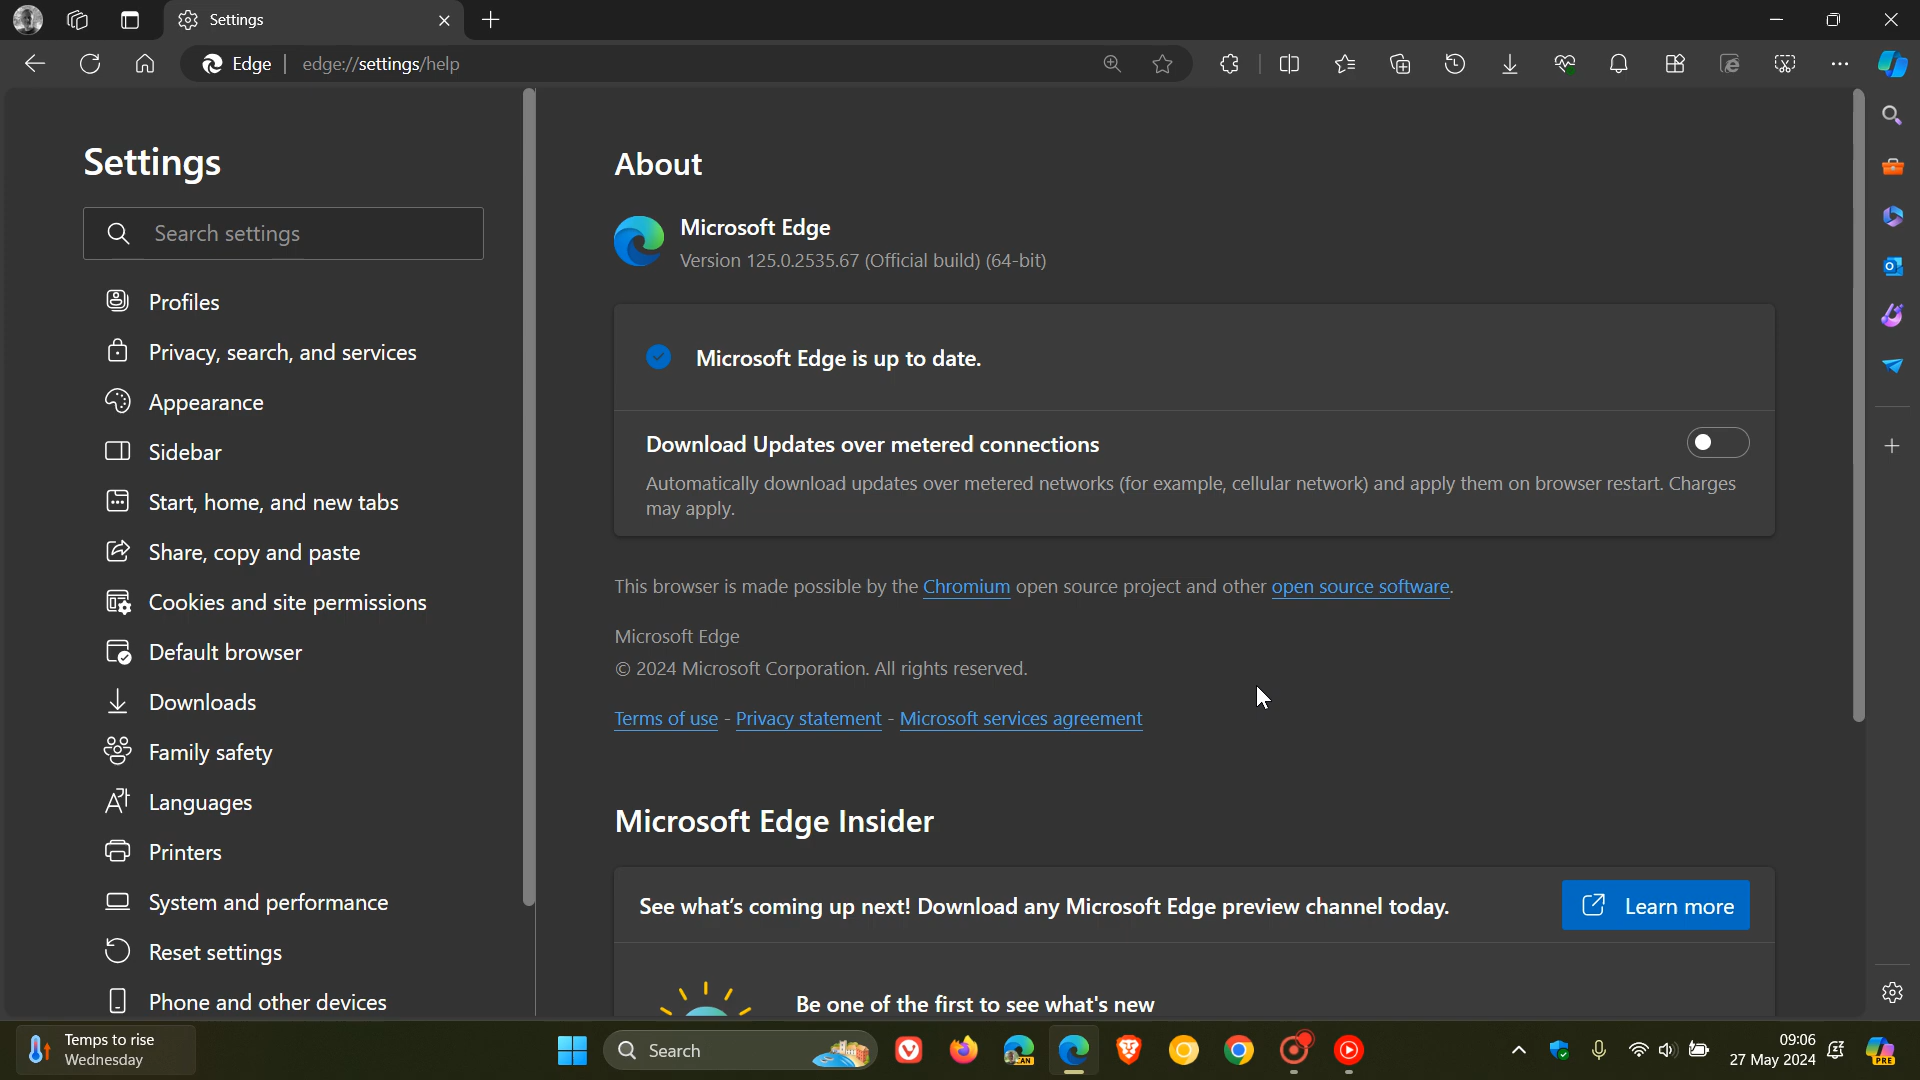 Settings
Edge
edge://settings/help
Settings
Search settings
Profiles
Privacy, search, and services
Appearance
Sidebar
Start, home, and new tabs
Share, copy and paste
Cookies and site permissions
Default browser
Downloads
Family safety
Languages
Printers
System and performance
Reset settings
Phone and other devices
About
Microsoft Edge
Version 125.0.2535.67 (Official build) (64-bit)
Microsoft Edge is up to date.
Download Updates over metered connections
Automatically download updates over metered networks (for example, cellular network) and apply them on browser restart. Charges
may apply.
This browser is made possible by the Chromium open source project and other open source software.
Microsoft Edge
© 2024 Microsoft Corporation. All rights reserved.
Terms of use - Privacy statement - Microsoft services agreement
Microsoft Edge Insider
See what's coming up next! Download any Microsoft Edge preview channel today.
Learn more
Be one of the first to see what's new
Temps to rise
Wednesday
Search
CAN
09:06
27 May 2024
PRE